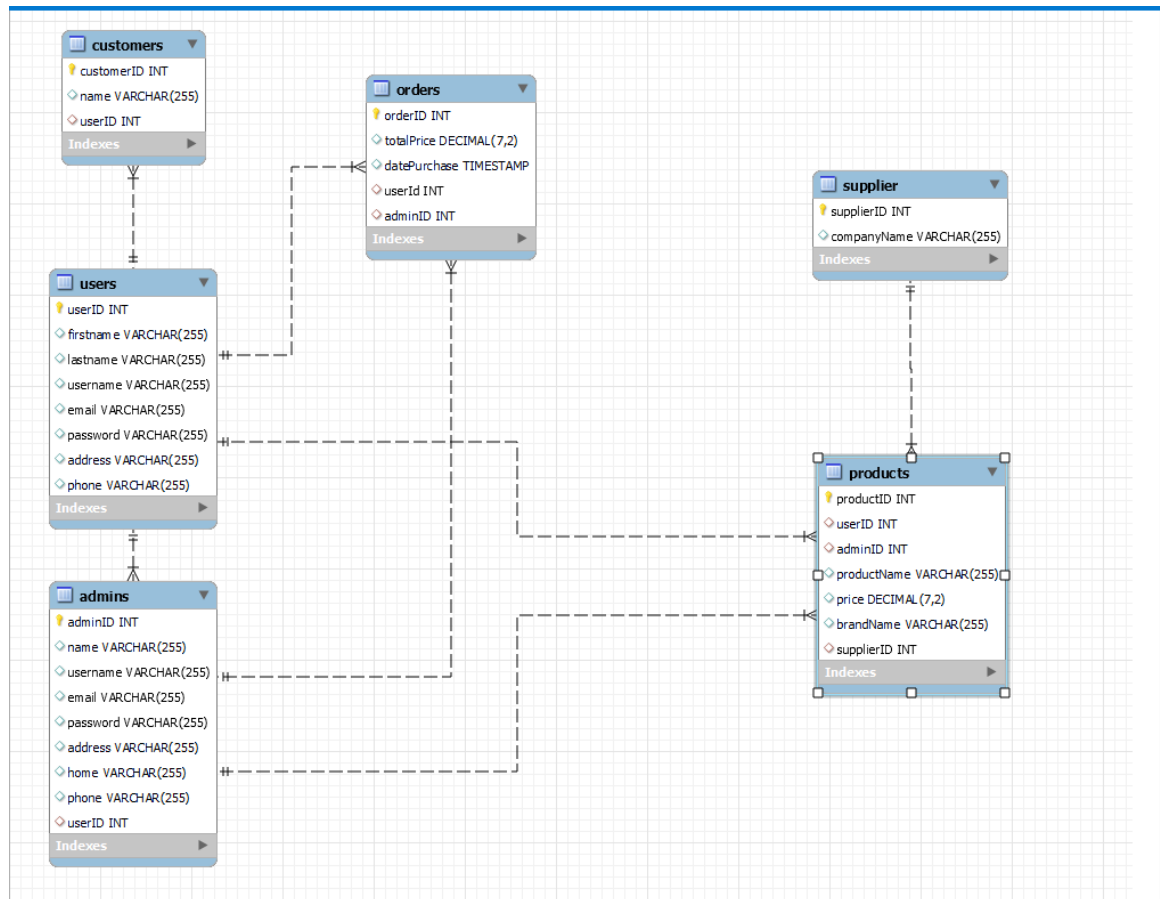 customers
customerID INT
name VARCHAR(255)
userID INT
Indexes
orders
orderID INT
totalPrice DECIMAL(7,2)
datePurchase TIMESTAMP
userId INT
adminID INT
Indexes
supplier
supplierID INT
companyName VARCHAR(255)
Indexes
users
userID INT
firstname VARCHAR(255)
lastname VARCHAR(255)
username VARCHAR(255)
email VARCHAR(255)
password VARCHAR(255)
address VARCHAR(255)
phone VARCHAR(255)
Indexes
products
productID INT
userID INT
adminID INT
productName VARCHAR(255)
price DECIMAL(7,2)
brandName VARCHAR(255)
supplierID INT
Indexes
admins
adminID INT
name VARCHAR(255)
username VARCHAR(255)
email VARCHAR(255)
password VARCHAR(255)
address VARCHAR(255)
home VARCHAR(255)
phone VARCHAR(255)
userID INT
Indexes